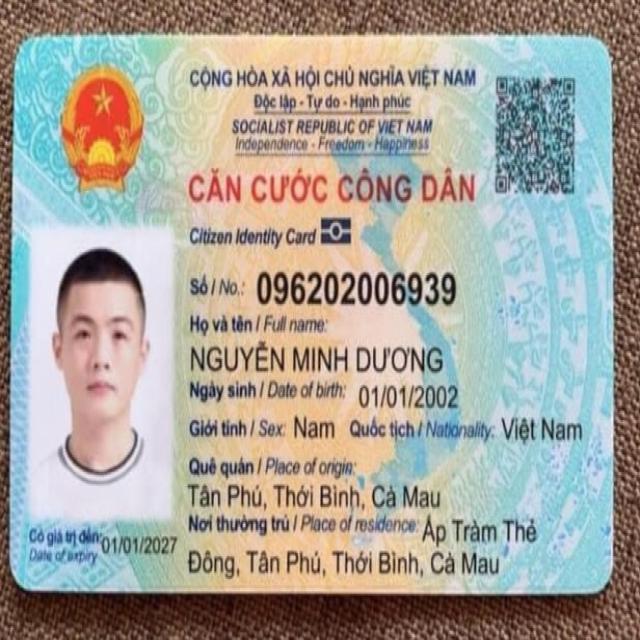 CỘNG HÒA XÃ HỘI CHỦ NGHĨA VIỆT NAM
Độc lập - Tự do - Hạnh phúc
SOCIALIST REPUBLIC OF VIET NAM
Independence - Freedom - Happiness
CĂN CƯỚC CÔNG DÂN
Citizen Identity Card
Số / No.: 096202006939
Họ và tên / Full name:
NGUYỄN MINH DƯƠNG
Ngày sinh / Date of birth: 01/01/2002
Giới tính / Sex: Nam Quốc tịch / Nationality: Việt Nam
Quê quán / Place of origin:
Tân Phú, Thới Bình, Cà Mau
Nơi thường trú / Place of residence: Ấp Tràm Thẻ
Đông, Tân Phú, Thới Bình, Cà Mau
Có giá trị đến: 01/01/2027
Date of expiry